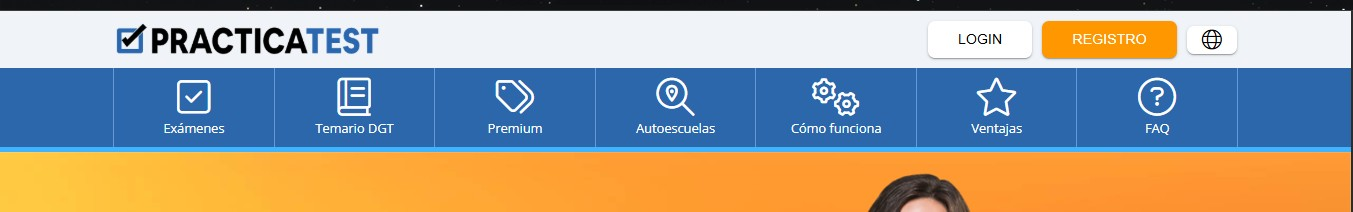 PRACTICATEST
LOGIN
REGISTRO
Exámenes
Temario DGT
Premium
Autoescuelas
Cómo funciona
Ventajas
FAQ